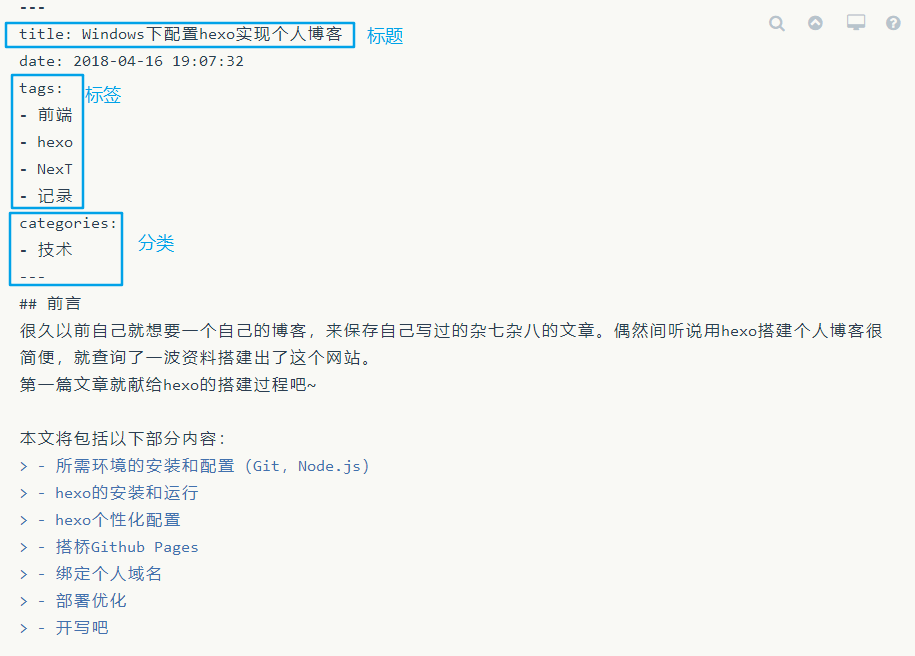 ---
title: Windows下配置hexo实现个人博客 标题
date: 2018-04-16 19:07:32
tags: 标签
- 前端
- hexo
- NexT
- 记录
categories:
- 技术 分类
---
## 前言
很久以前自己就想要一个自己的博客，来保存自己写过的杂七杂八的文章。偶然间听说用hexo搭建个人博客很
简便，就查询了一波资料搭建出了这个网站。
第一篇文章就献给hexo的搭建过程吧~
本文将包括以下部分内容：
> - 所需环境的安装和配置（Git，Node.js）
> - hexo的安装和运行
> - hexo个性化配置
> - 搭桥Github Pages
> - 绑定个人域名
> - 部署优化
> - 开写吧